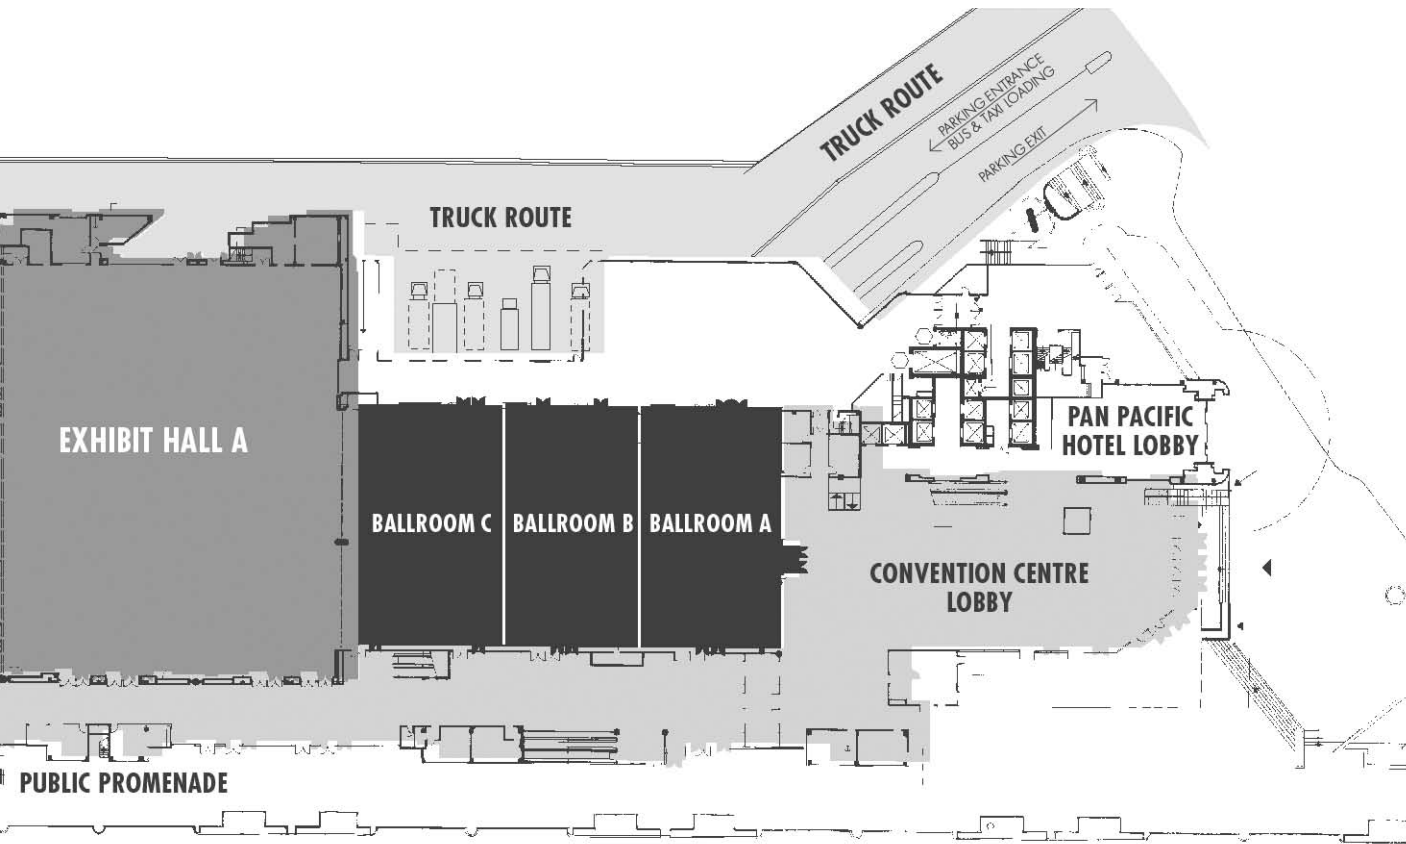 TRUCK ROUTE
PARKING ENTRANCE
BUS & TAXI LOADING
PARKING EXIT
TRUCK ROUTE
EXHIBIT HALL A
PAN PACIFIC
HOTEL LOBBY
BALLROOM C
BALLROOM B
BALLROOM A
CONVENTION CENTRE
LOBBY
PUBLIC PROMENADE